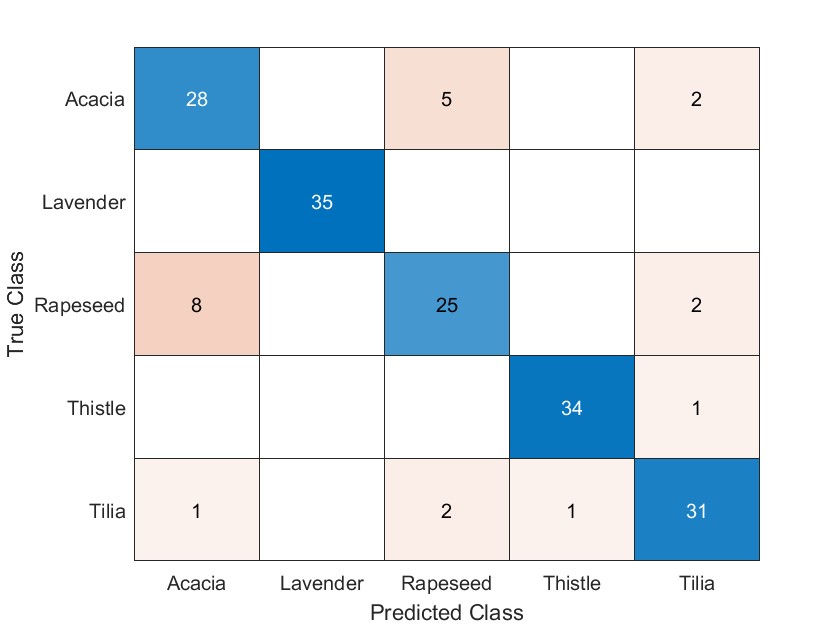 Acacia 28 5 2
Lavender 35
Rapeseed 8 25 2
Thistle 34 1
Tilia 1 2 1 31
Acacia Lavender Rapeseed Thistle Tilia
Predicted Class
True Class